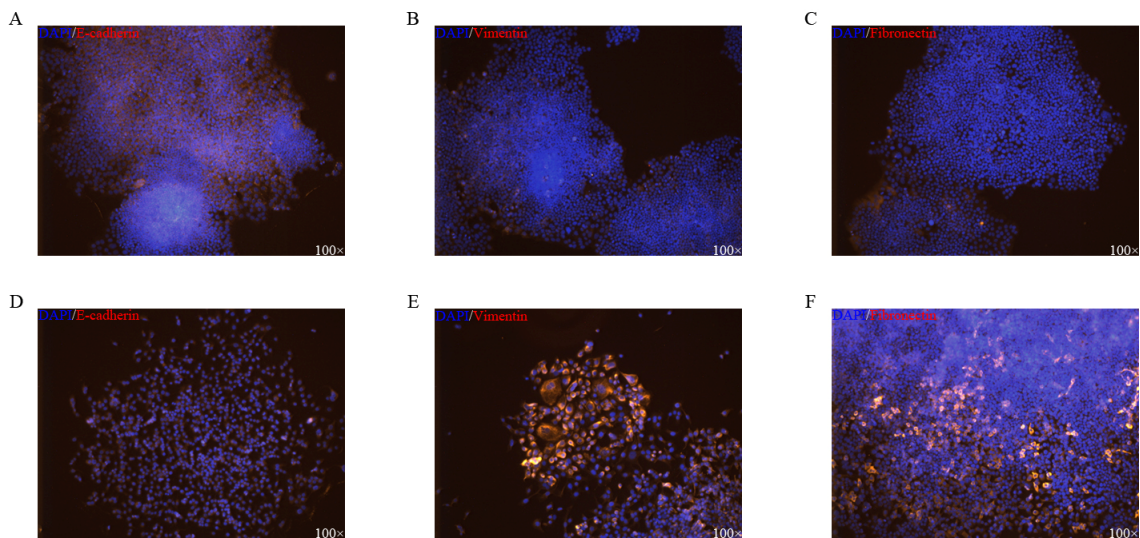 A
B
C
DAPI/E-cadherin
DAPI/Vimentin
DAPI/Fibronectin
100×
100×
100×
D
E
F
DAPI/E-cadherin
DAPI/Vimentin
DAPI/Fibronectin
100×
100×
100×